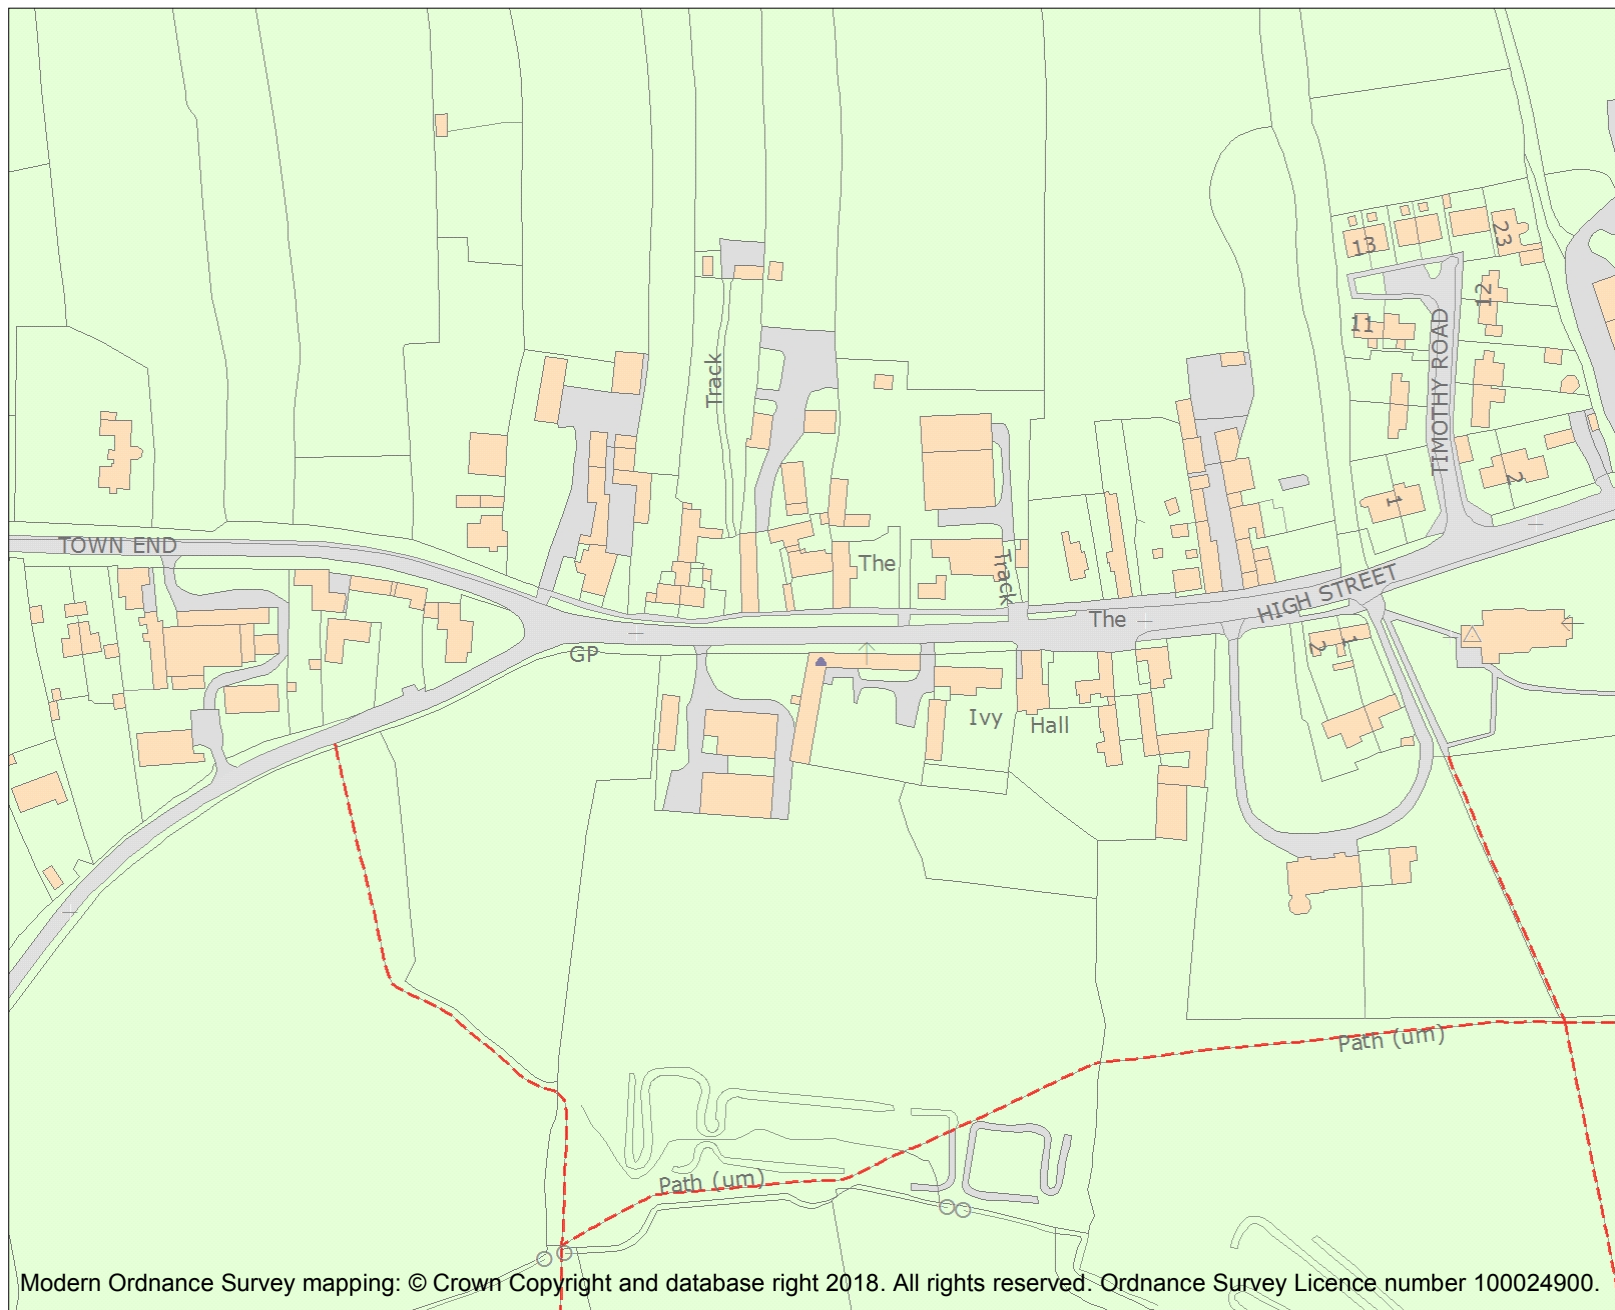 13
23
12
11
TIMOTHY ROAD
Track
2
1
TOWN END
The
Track
HIGH STREET
The
GP
1
2
Ivy
Hall
Path (um)
Path (um)
Modern Ordnance Survey mapping: © Crown Copyright and database right 2018. All rights reserved. Ordnance Survey Licence number 100024900.